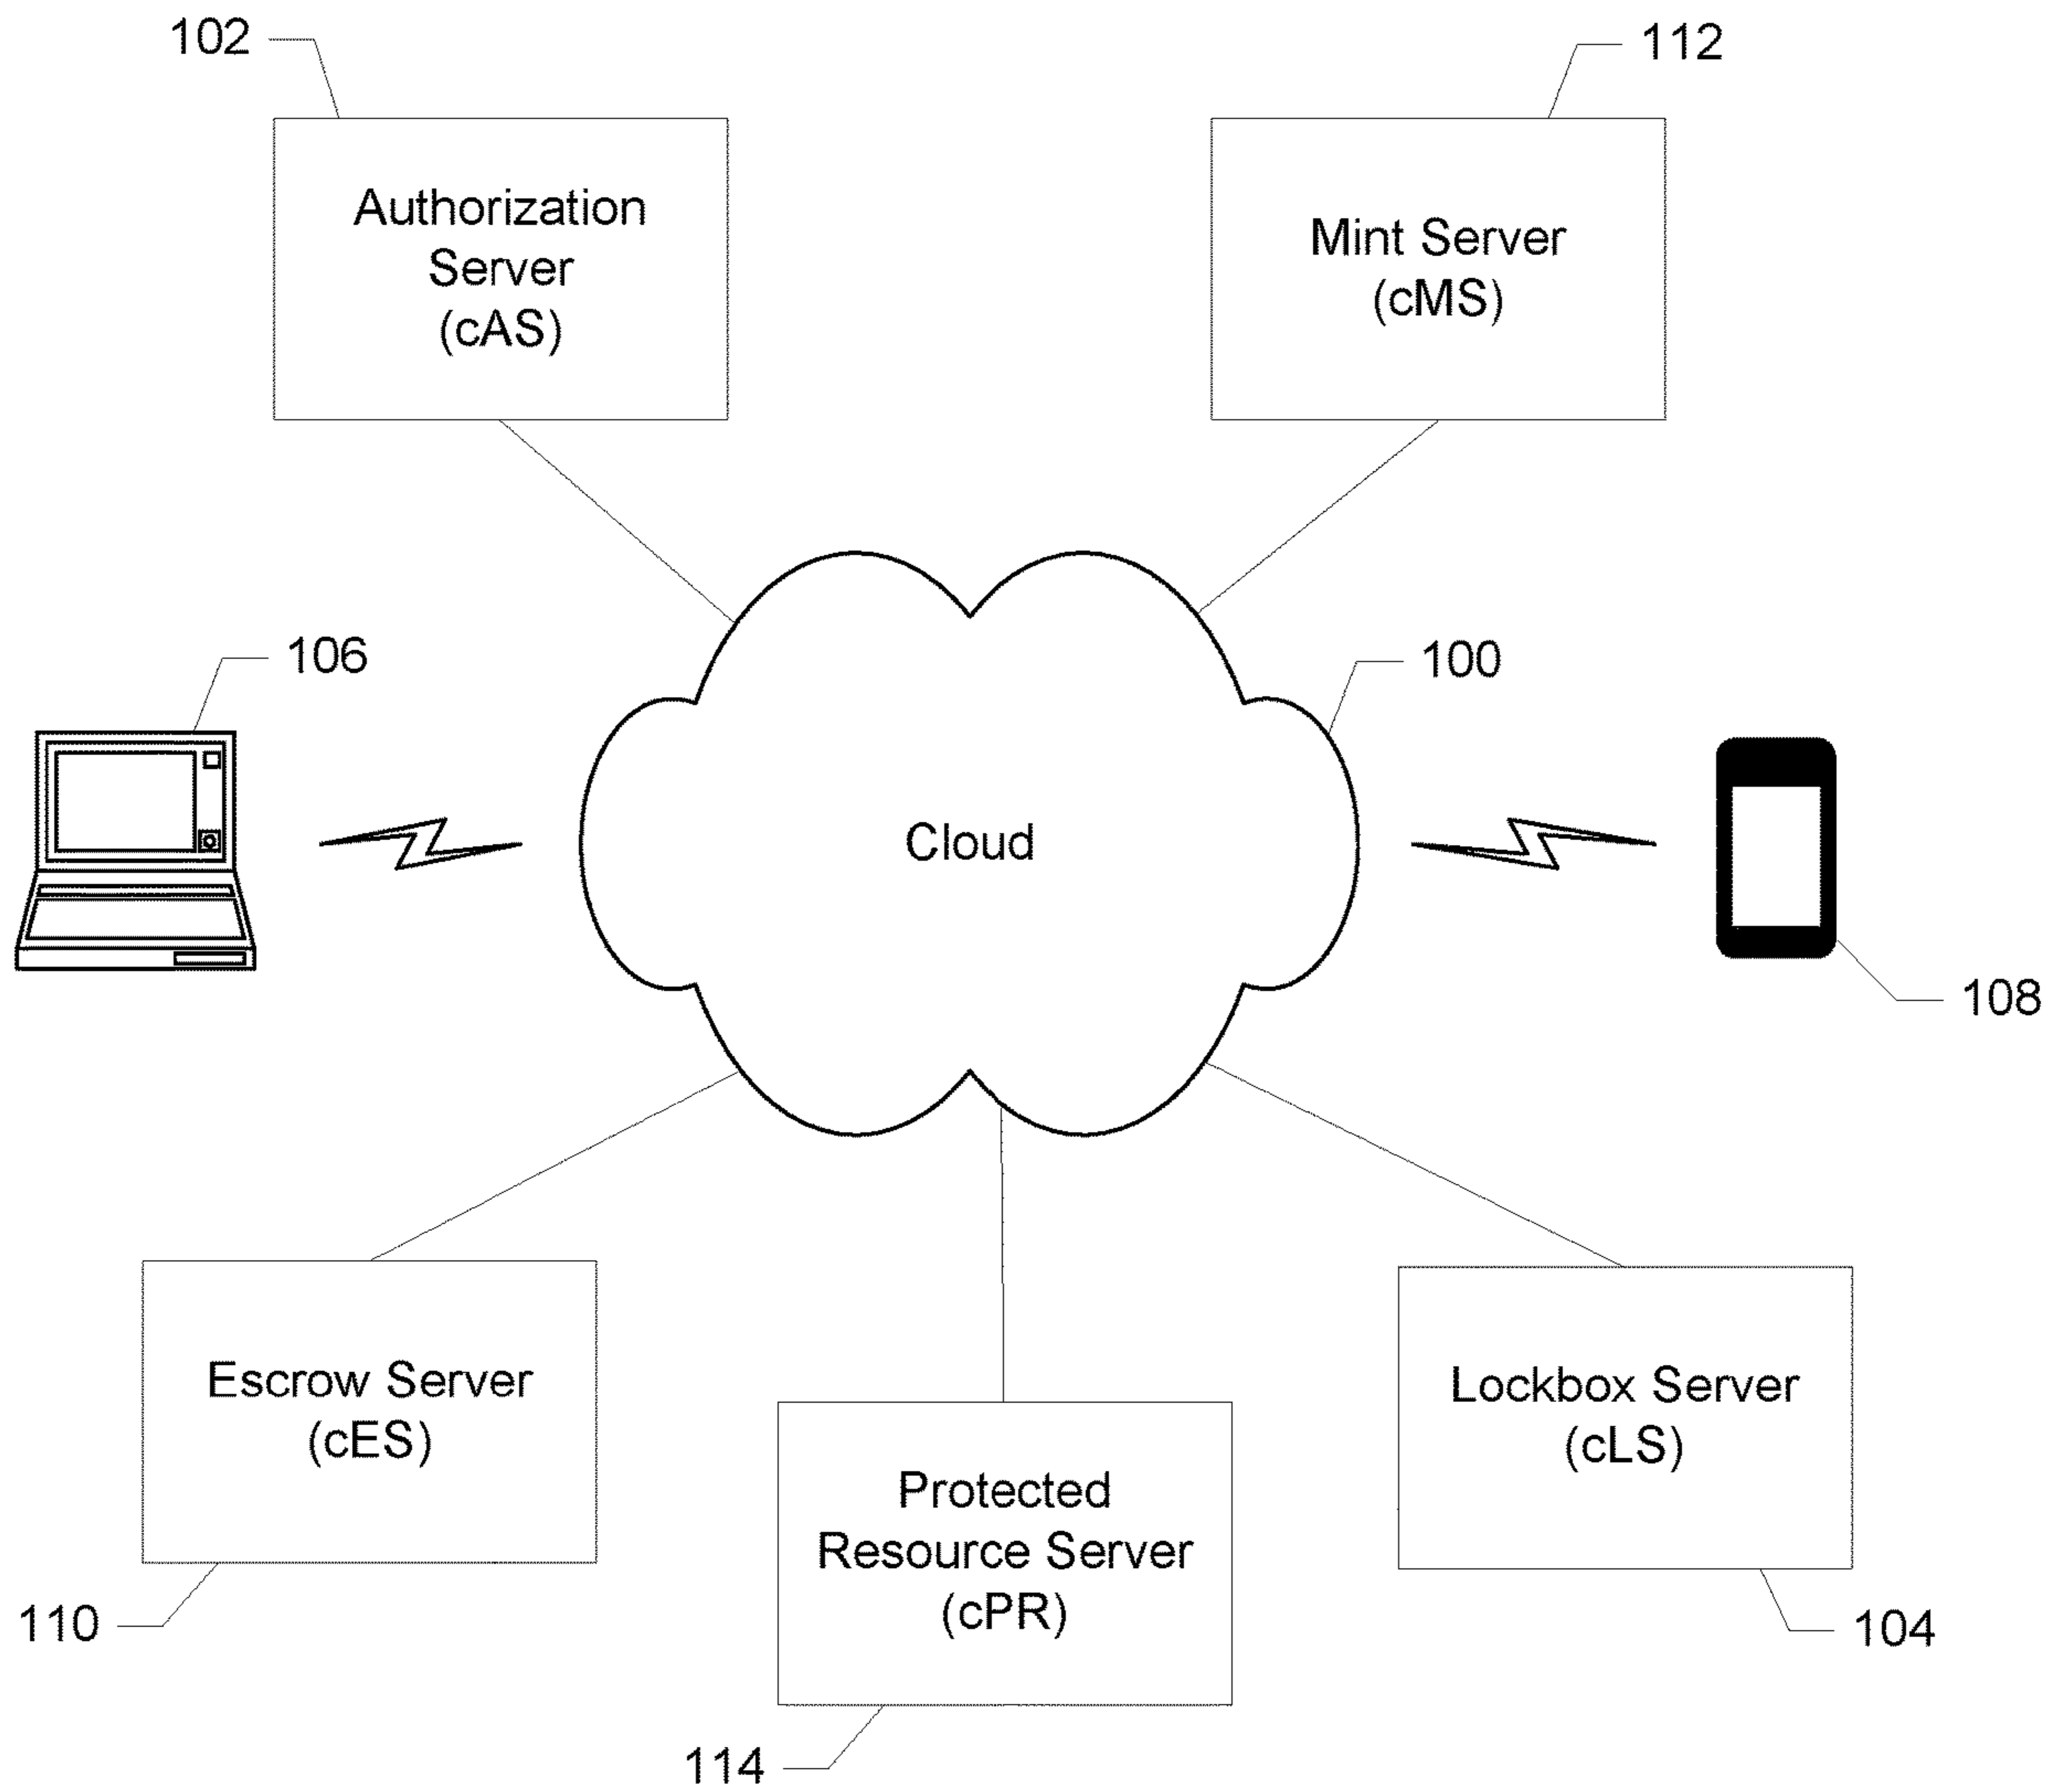 102
112
Authorization
Server
(cAS)
Mint Server
(cMS)
106
100
Cloud
108
Escrow Server
(cES)
Lockbox Server
(cLS)
Protected
Resource Server
(cPR)
110
104
114